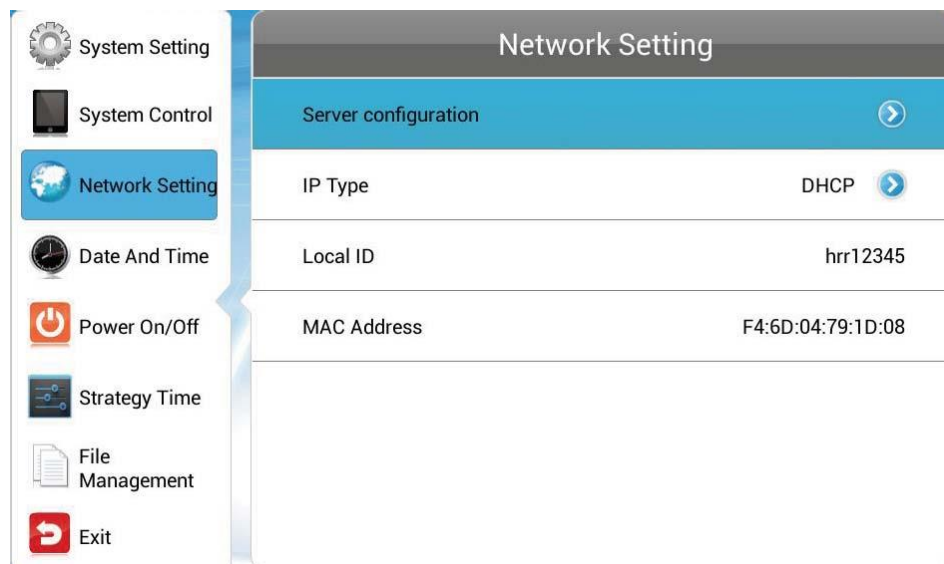 System Setting
System Control
Network Setting
Date And Time
Power On/Off
Strategy Time
File
Management
Exit
Network Setting
Server configuration
IP Type DHCP
Local ID hrr12345
MAC Address F4:6D:04:79:1D:08